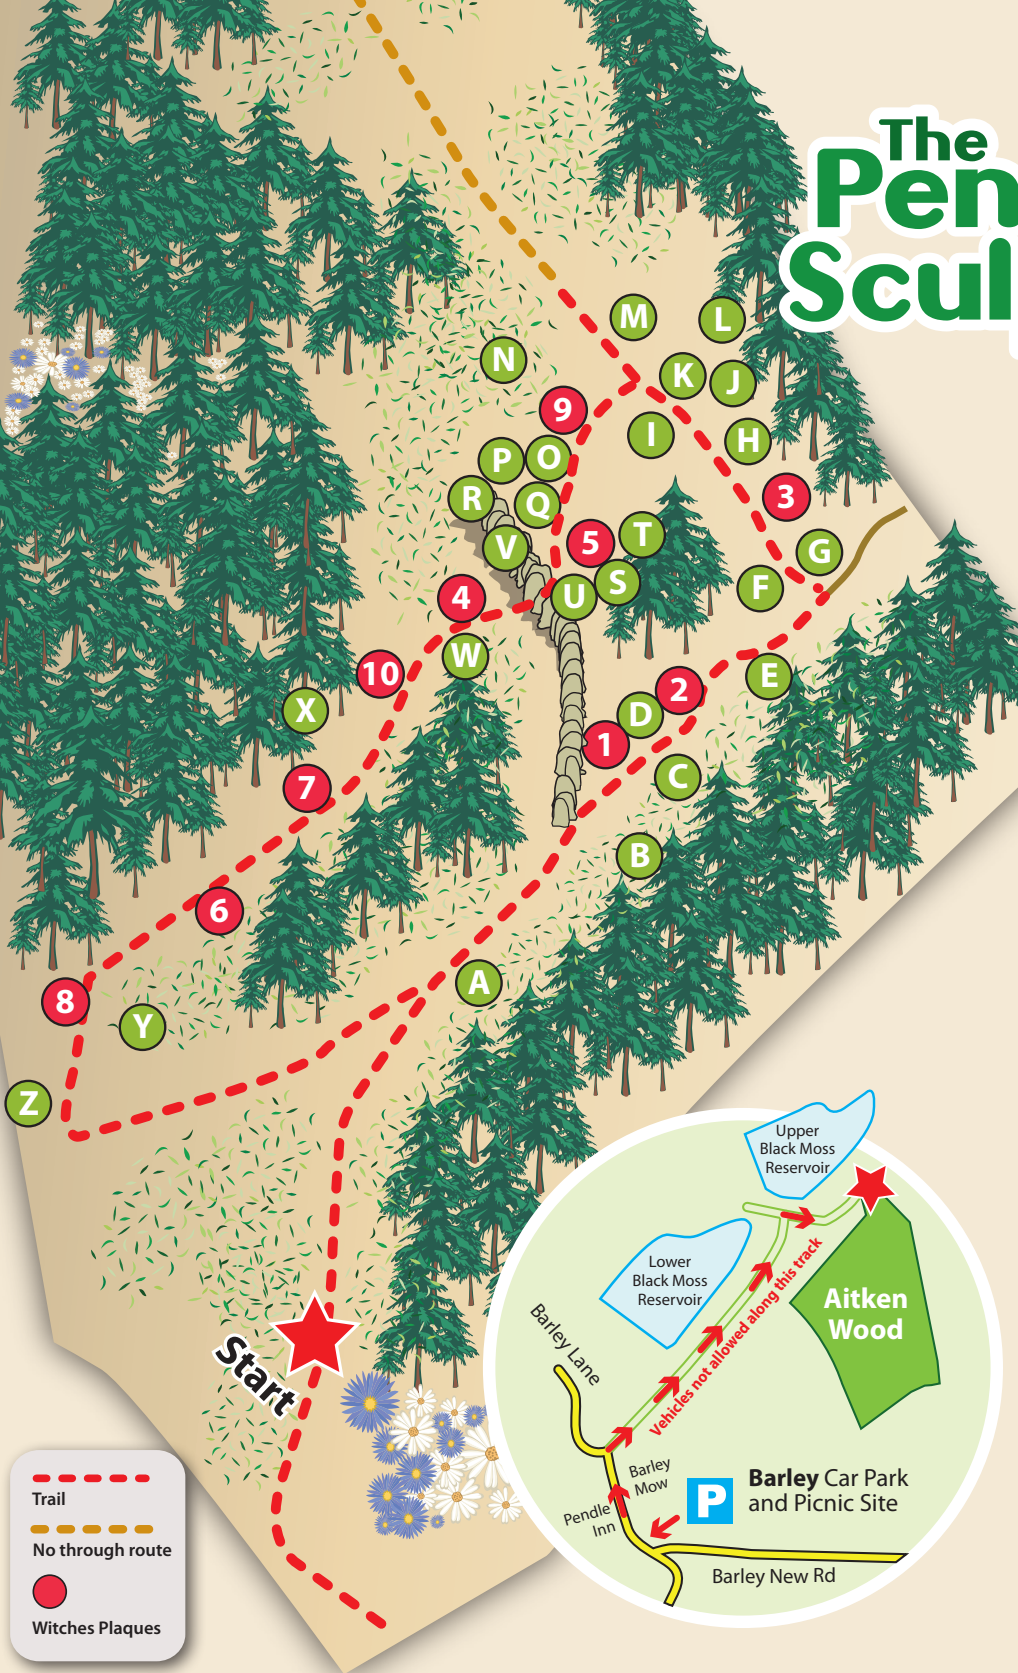 The
Pen
Scul
M
L
N
K
J
9
I
H
P
O
R
Q
3
V
5
T
G
4
U
S
F
W
10
E
X
2
D
1
7
C
B
6
A
8
Y
Z
Start
Upper
Black Moss
Reservoir
Lower
Black Moss
Reservoir
Aitken
Wood
Vehicles not allowed along this track
Barley Lane
Barley
Mow
Pendle
Inn
P
Barley Car Park
and Picnic Site
Barley New Rd
Trail
No through route
Witches Plaques